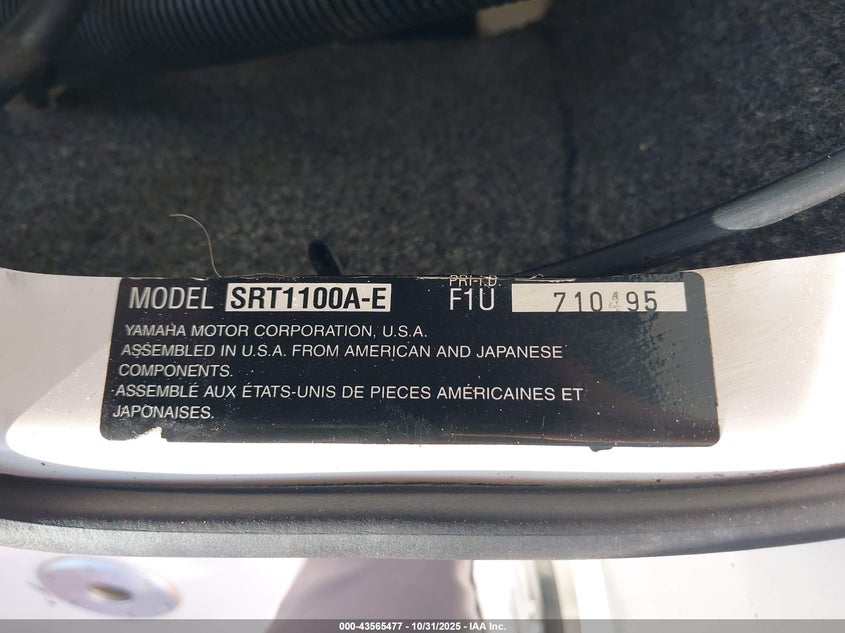 PRI-I.D.
MODEL SRT1100A-E F1U 710495
YAMAHA MOTOR CORPORATION, U.S.A.
ASSEMBLED IN U.S.A. FROM AMERICAN AND JAPANESE
COMPONENTS.
ASSEMBLÉ AUX ÉTATS-UNIS DE PIECES AMÉRICAINES ET
JAPONAISES.
000-43565477 - 10/31/2025 - IAA Inc.